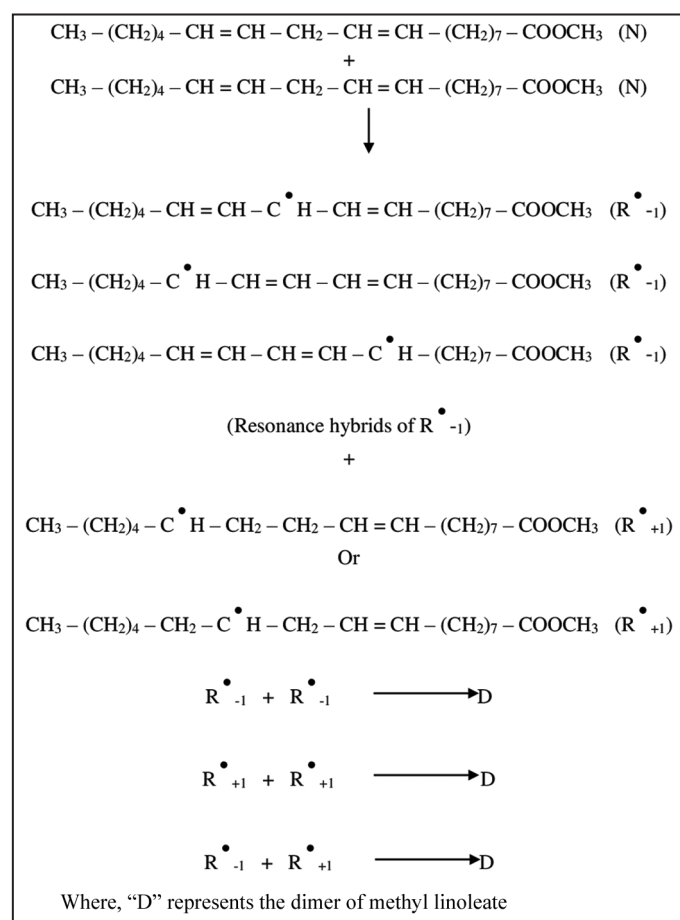 CH₃ – (CH₂)₄ – CH = CH – CH₂ – CH = CH – (CH₂)₇ – COOCH₃ (N)
+
CH₃ – (CH₂)₄ – CH = CH – CH₂ – CH = CH – (CH₂)₇ – COOCH₃ (N)
CH₃ – (CH₂)₄ – CH = CH – C•H – CH = CH – (CH₂)₇ – COOCH₃ (R•₋₁)
CH₃ – (CH₂)₄ – C•H – CH = CH – CH = CH – (CH₂)₇ – COOCH₃ (R•₋₁)
CH₃ – (CH₂)₄ – CH = CH – CH = CH – C•H – (CH₂)₇ – COOCH₃ (R•₋₁)
(Resonance hybrids of R•₋₁)
+
CH₃ – (CH₂)₄ – C•H – CH₂ – CH₂ – CH = CH – (CH₂)₇ – COOCH₃ (R•₊₁)
Or
CH₃ – (CH₂)₄ – CH₂ – C•H – CH₂ – CH = CH – (CH₂)₇ – COOCH₃ (R•₊₁)
R•₋₁ + R•₋₁ ⟶ D
R•₊₁ + R•₊₁ ⟶ D
R•₋₁ + R•₊₁ ⟶ D
Where, “D” represents the dimer of methyl linoleate